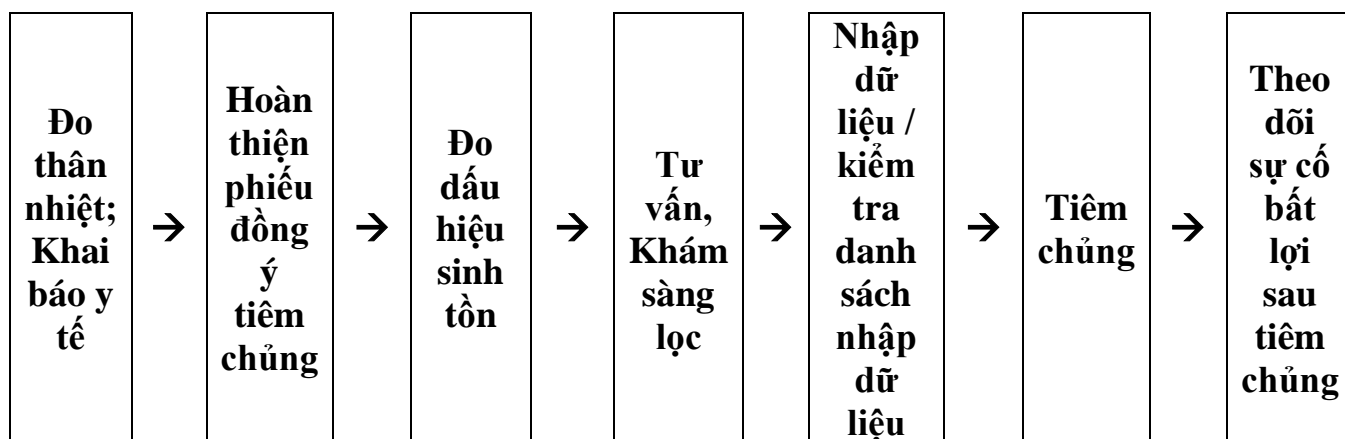 Đo
thân
nhiệt;
Khai
báo y
tế
→
Hoàn
thiện
phiếu
đồng
ý
tiêm
chủng
→
Đo
dấu
hiệu
sinh
tồn
→
Tư
vấn,
Khám
sàng
lọc
→
Nhập
dữ
liệu /
kiểm
tra
danh
sách
nhập
dữ
liệu
→
Tiêm
chủng
→
Theo
dõi
sự cố
bất
lợi
sau
tiêm
chủng